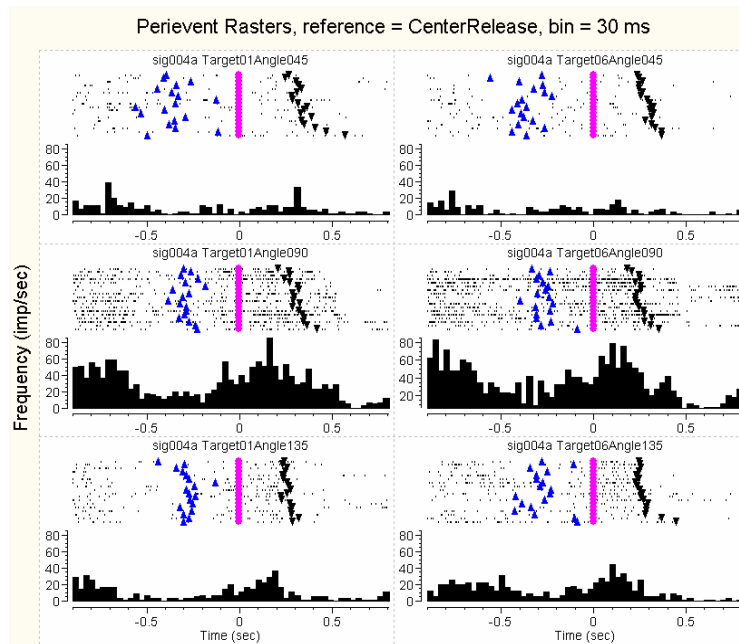 Perievent Rasters, reference = CenterRelease, bin = 30 ms
sig004a Target01Angle045
sig004a Target06Angle045
80
60
40
20
0
80
60
40
20
0
-0.5 0 0.5
-0.5 0 0.5
sig004a Target01Angle090
sig004a Target06Angle090
Frequency (imp/sec)
80
60
40
20
0
80
60
40
20
-0.5 0 0.5
-0.5 0 0.5
sig004a Target01Angle135
sig004a Target06Angle135
80
60
40
20
0
80
60
40
20
0
-0.5 0 0.5
-0.5 0 0.5
Time (sec)
Time (sec)